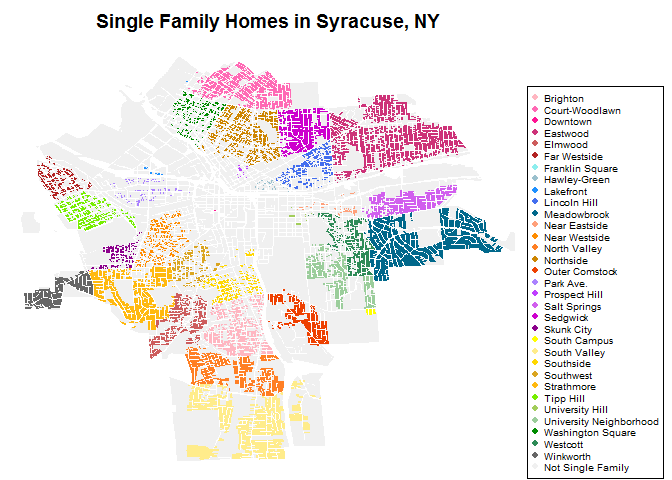 Single Family Homes in Syracuse, NY
Brighton
Court-Woodlawn
Downtown
Eastwood
Elmwood
Far Westside
Franklin Square
Hawley-Green
Lakefront
Lincoln Hill
Meadowbrook
Near Eastside
Near Westside
North Valley
Northside
Outer Comstock
Park Ave.
Prospect Hill
Salt Springs
Sedgwick
Skunk City
South Campus
South Valley
Southside
Southwest
Strathmore
Tipp Hill
University Hill
University Neighborhood
Washington Square
Westcott
Winkworth
Not Single Family